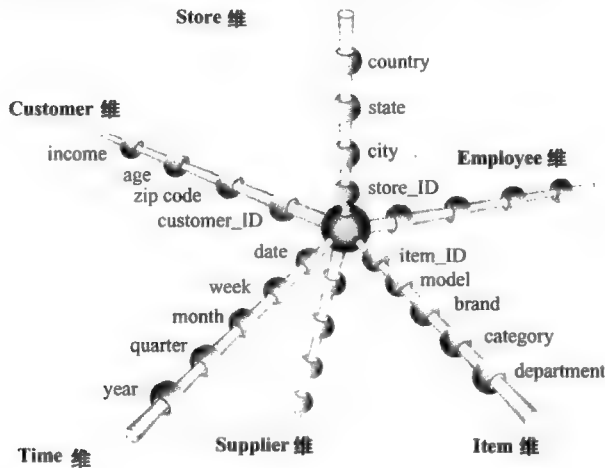 Store 维
country
state
city
store_ID
Customer 维
income
age
zip code
customer_ID
Employee 维
date
week
month
quarter
year
Time 维
Supplier 维
item_ID
model
brand
category
department
Item 维